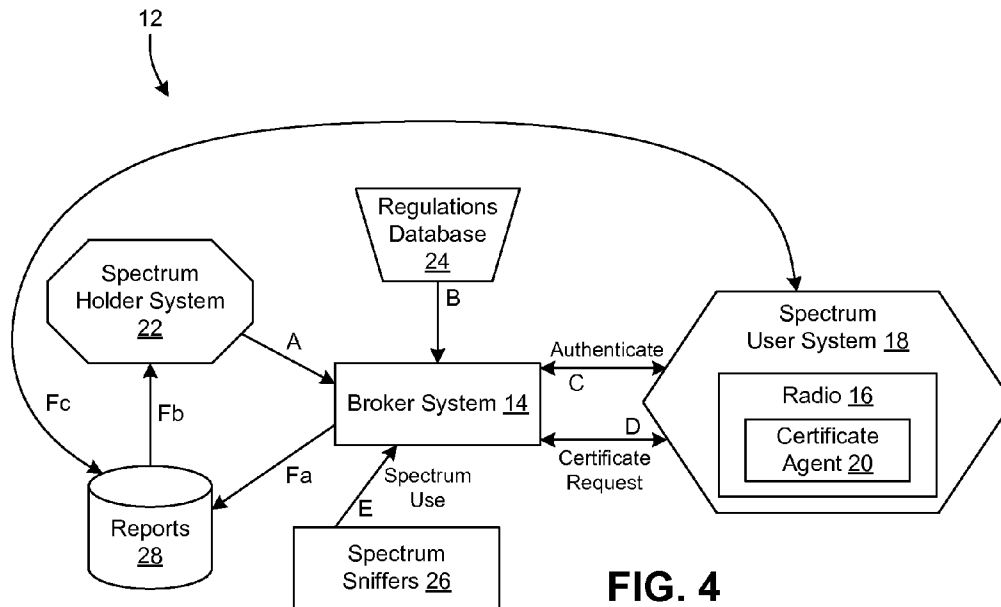 12
Regulations
Database
24
Spectrum
Holder System
22
A
B
Spectrum
User System 18
Authenticate
C
Broker System 14
Radio 16
Certificate
Agent 20
D
Certificate
Request
Fc
Fb
Fa
Spectrum
Use
E
Reports
28
Spectrum
Sniffers 26
FIG. 4